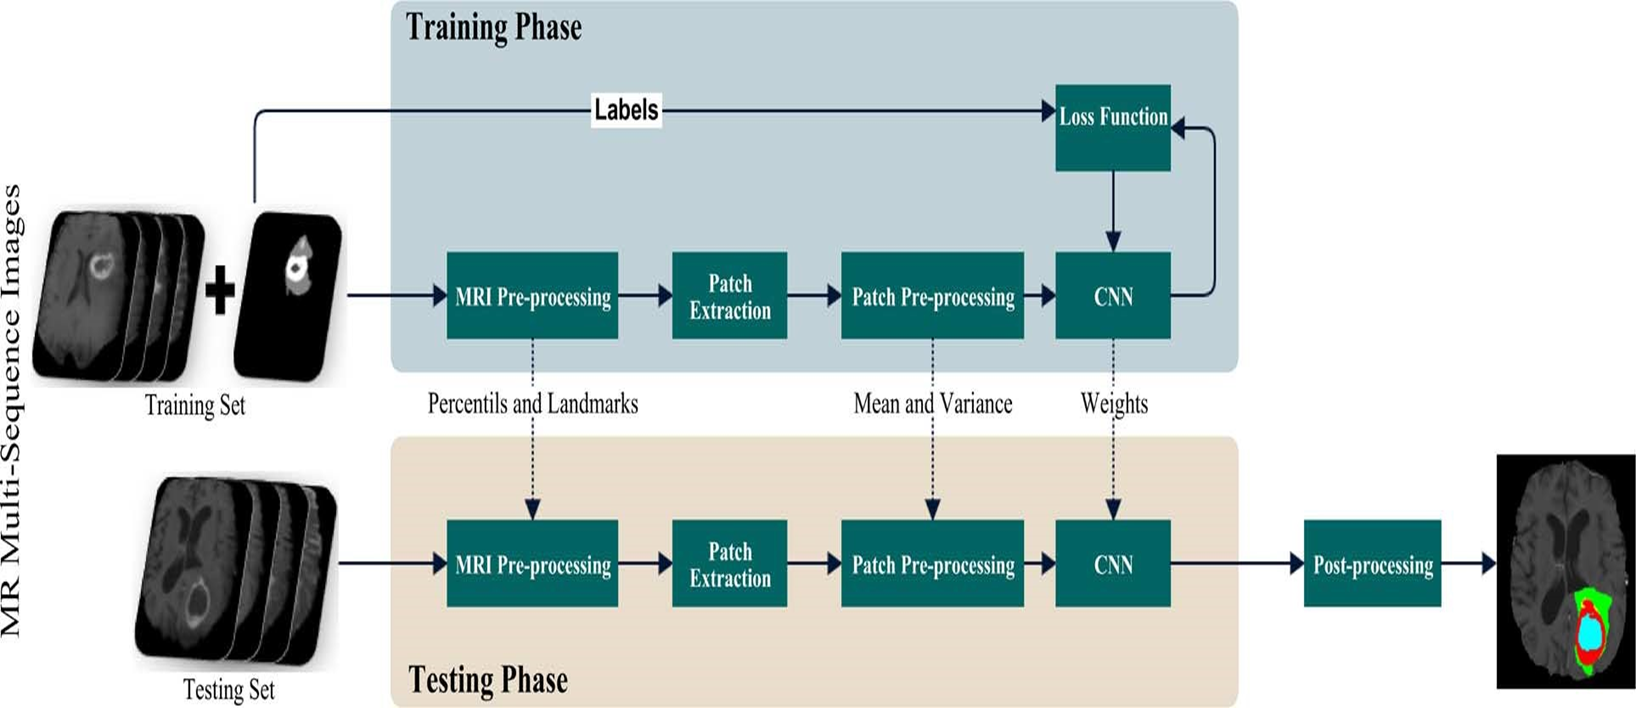 MR Multi-Sequence Images
Training Phase
Labels
Loss Function
MRI Pre-processing
Patch
Extraction
Patch Pre-processing
CNN
Training Set
Percentils and Landmarks
Mean and Variance
Weights
MRI Pre-processing
Patch
Extraction
Patch Pre-processing
CNN
Post-processing
Testing Set
Testing Phase